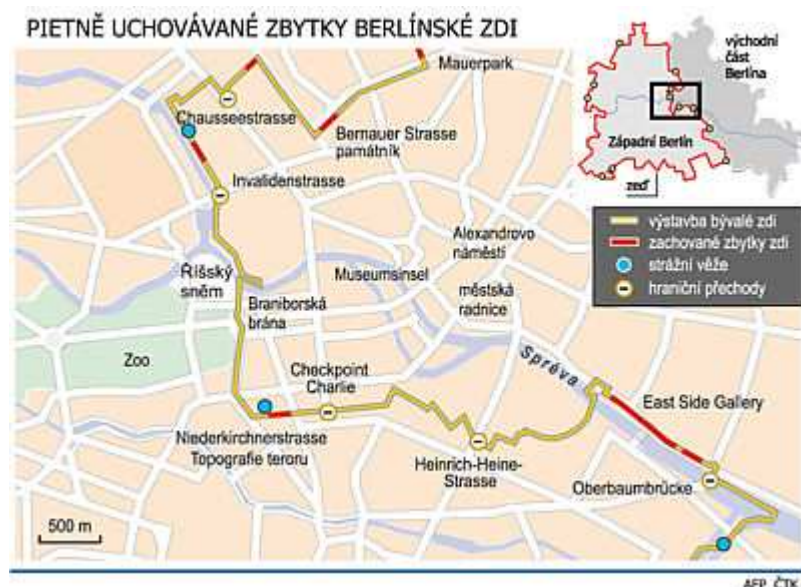 PIETNĚ UCHOVÁVANÉ ZBYTKY BERLÍNSKÉ ZDI
východní
část
Berlína
Západní Berlín
zeď
Mauerpark
Chausseestrasse
Bernauer Strasse
památník
Invalidenstrasse
Alexandrovo
náměstí
výstavba bývalé zdi
zachované zbytky zdi
strážní věže
hraniční přechody
Říšský
sněm
Museumsinsel
městská
radnice
Braniborská
brána
Zoo
Checkpoint
Charlie
Spréva
East Side Gallery
Niederkirchnerstrasse
Topografie teroru
Heinrich-Heine-
Strasse
Oberbaumbrücke
500 m
AFP, ČTK